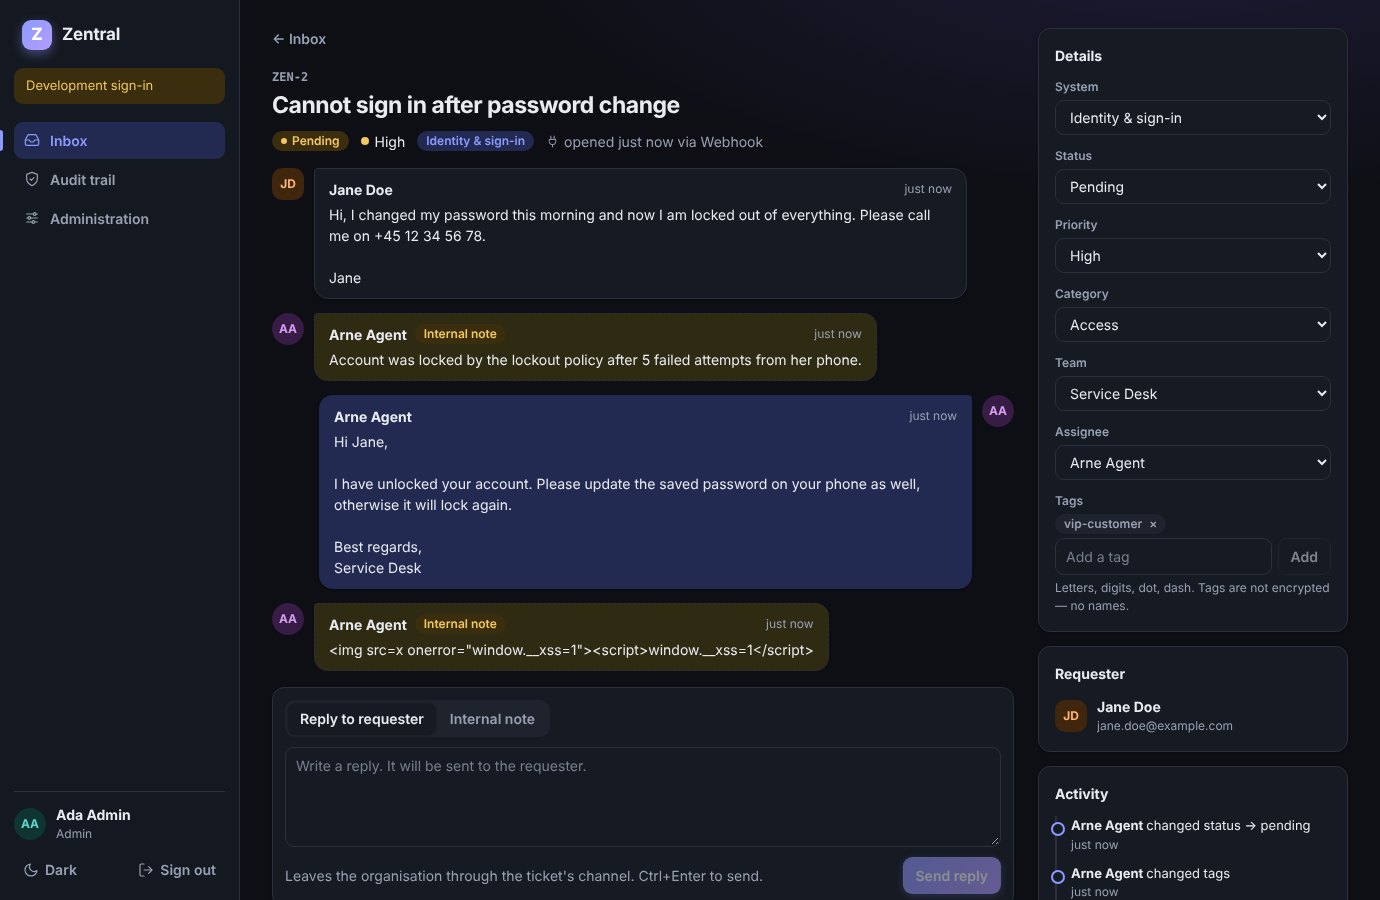 Z
Zentral
Development sign-in
Inbox
Audit trail
Administration
AA
Ada Admin
Admin
Dark
Sign out
← Inbox
ZEN-2
Cannot sign in after password change
Pending
High
Identity & sign-in
opened just now via Webhook
JD
Jane Doe
just now
Hi, I changed my password this morning and now I am locked out of everything. Please call
me on +45 12 34 56 78.
Jane
AA
Arne Agent
Internal note
just now
Account was locked by the lockout policy after 5 failed attempts from her phone.
Arne Agent
just now
AA
Hi Jane,
I have unlocked your account. Please update the saved password on your phone as well,
otherwise it will lock again.
Best regards,
Service Desk
AA
Arne Agent
Internal note
just now
<img src=x onerror="window.__xss=1"><script>window.__xss=1</script>
Reply to requester
Internal note
Write a reply. It will be sent to the requester.
Leaves the organisation through the ticket's channel. Ctrl+Enter to send.
Send reply
Details
System
Identity & sign-in
Status
Pending
Priority
High
Category
Access
Team
Service Desk
Assignee
Arne Agent
Tags
vip-customer ×
Add a tag
Add
Letters, digits, dot, dash. Tags are not encrypted
— no names.
Requester
JD
Jane Doe
jane.doe@example.com
Activity
Arne Agent changed status → pending
just now
Arne Agent changed tags
just now